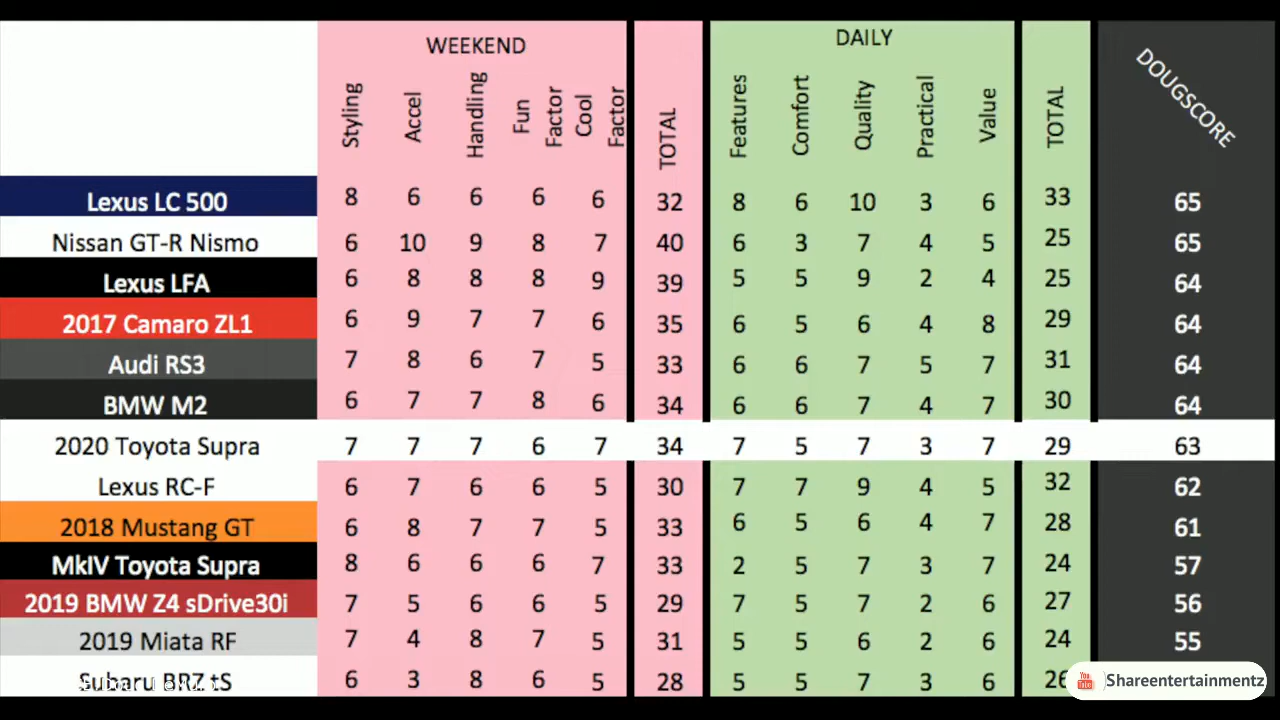 WEEKEND DAILY
Styling Accel Handling Fun Factor Cool Factor TOTAL Features Comfort Quality Practical Value TOTAL DOUGSCORE
Lexus LC 500 8 6 6 6 6 32 8 6 10 3 6 33 65
Nissan GT-R Nismo 6 10 9 8 7 40 6 3 7 4 5 25 65
Lexus LFA 6 8 8 8 9 39 5 5 9 2 4 25 64
2017 Camaro ZL1 6 9 7 7 6 35 6 5 6 4 8 29 64
Audi RS3 7 8 6 7 5 33 6 6 7 5 7 31 64
BMW M2 6 7 7 8 6 34 6 6 7 4 7 30 64
2020 Toyota Supra 7 7 7 6 7 34 7 5 7 3 7 29 63
Lexus RC-F 6 7 6 6 5 30 7 7 9 4 5 32 62
2018 Mustang GT 6 8 7 7 5 33 6 5 6 4 7 28 61
MkIV Toyota Supra 8 6 6 6 7 33 2 5 7 3 7 24 57
2019 BMW Z4 sDrive30i 7 5 6 6 5 29 7 5 7 2 6 27 56
2019 Miata RF 7 4 8 7 5 31 5 5 6 2 6 24 55
Subaru BRZ tS 6 3 8 6 5 28 5 5 7 3 6 26
You Tube Shareentertainmentz